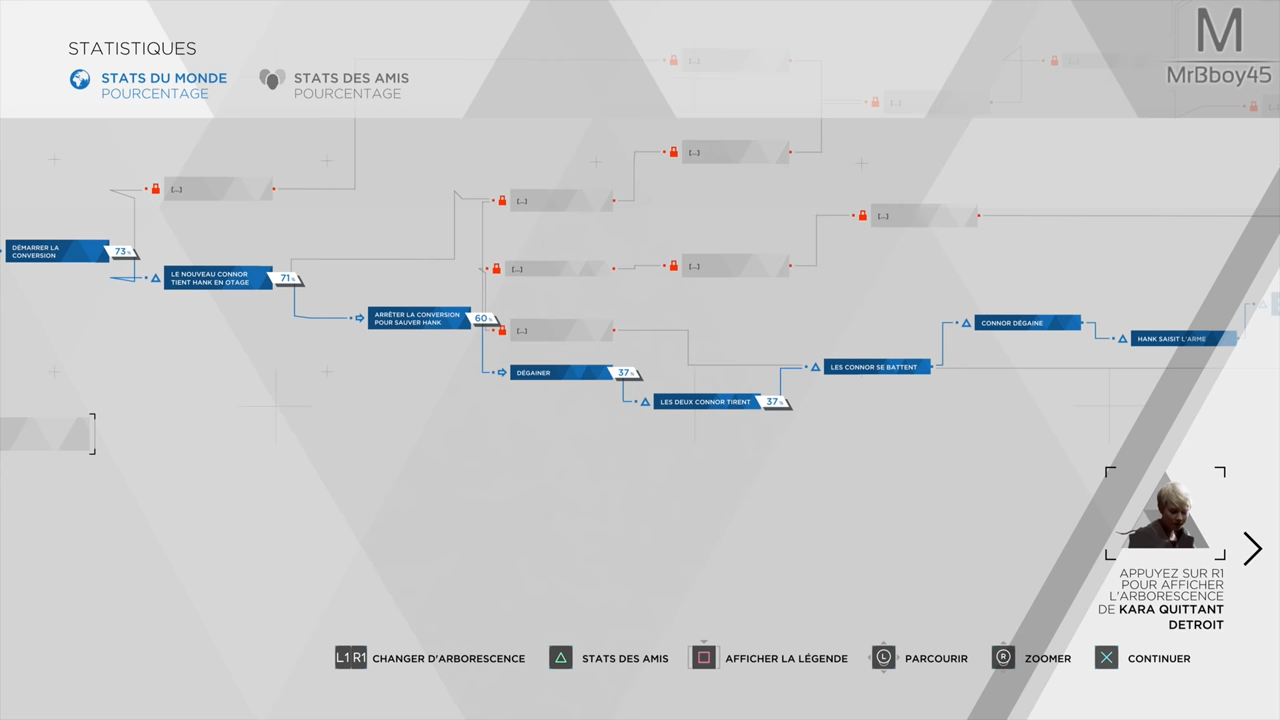 STATISTIQUES
STATS DU MONDE
POURCENTAGE
STATS DES AMIS
POURCENTAGE
M
MrBboy45
[...]
[...]
[...]
[...]
[...]
DÉMARRER LA
CONVERSION
73%
[...]
[...]
LE NOUVEAU CONNOR
TIENT HANK EN OTAGE
71%
ARRÊTER LA CONVERSION
POUR SAUVER HANK
60%
[...]
CONNOR DÉGAINE
HANK SAISIT L'ARME
DÉGAINER
37%
LES CONNOR SE BATTENT
LES DEUX CONNOR TIRENT
37%
APPUYEZ SUR R1
POUR AFFICHER
L'ARBORESCENCE
DE KARA QUITTANT
DETROIT
L1 R1 CHANGER D'ARBORESCENCE
STATS DES AMIS
AFFICHER LA LÉGENDE
L PARCOURIR
R ZOOMER
CONTINUER